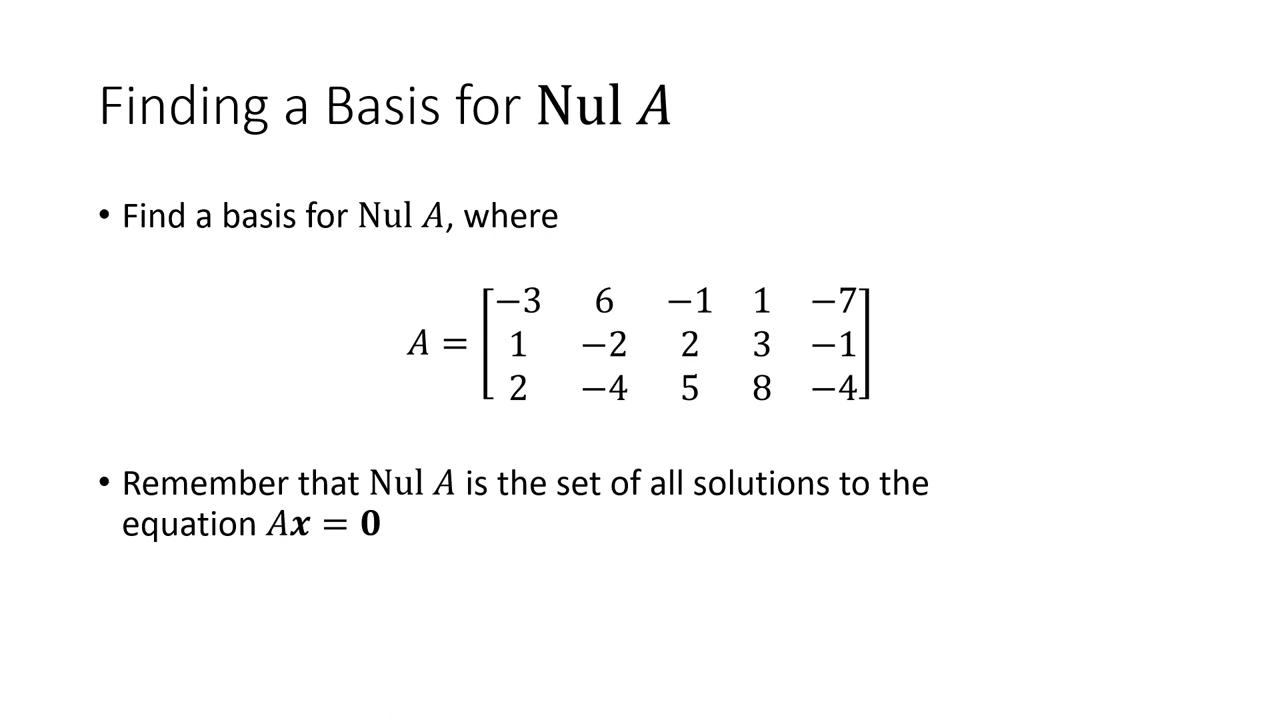 Finding a Basis for Nul A
• Find a basis for Nul A, where
−3 6 −1 1 −7
A = 1 −2 2 3 −1
2 −4 5 8 −4
• Remember that Nul A is the set of all solutions to the
equation Ax = 0